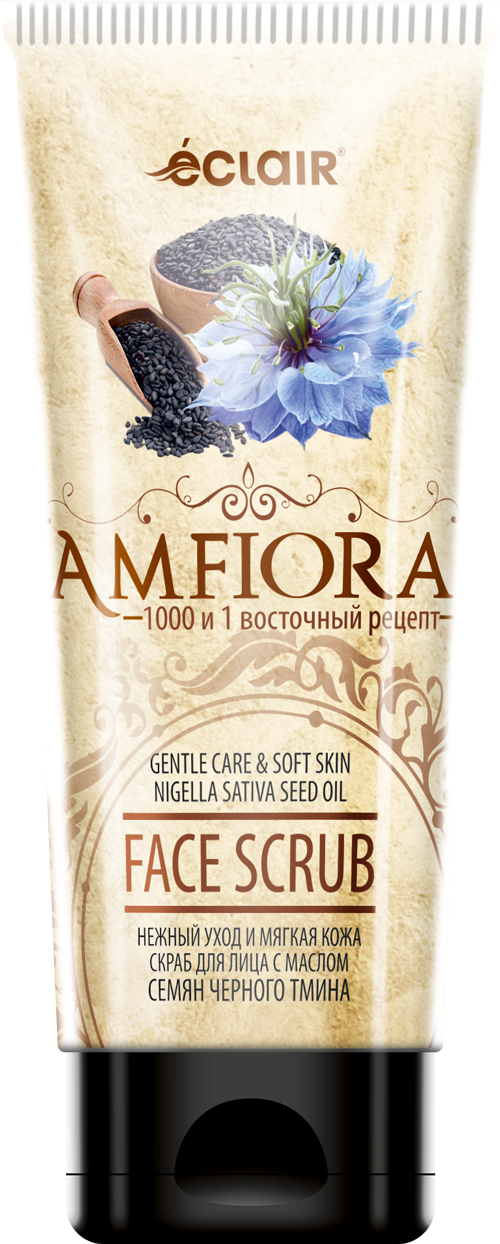 éCLAIR®
AMFIORA
1000 и 1 восточный рецепт
GENTLE CARE & SOFT SKIN
NIGELLA SATIVA SEED OIL
FACE SCRUB
НЕЖНЫЙ УХОД И МЯГКАЯ КОЖА
СКРАБ ДЛЯ ЛИЦА С МАСЛОМ
СЕМЯН ЧЕРНОГО ТМИНА